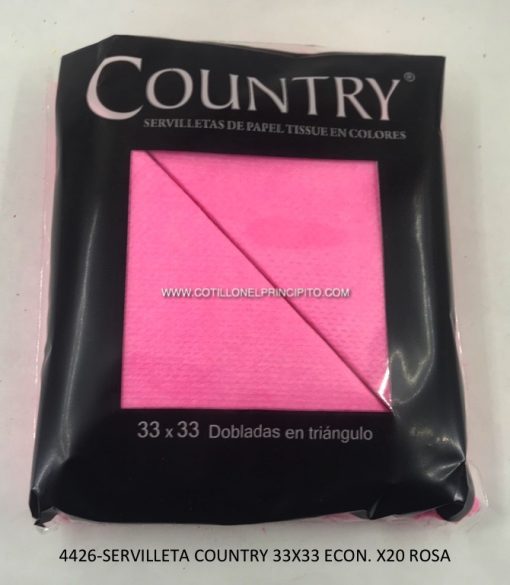 COUNTRY®
SERVILLETAS DE PAPEL TISSUE EN COLORES
WWW.COTILLONELPRINCIPITO.COM
33 x 33 Dobladas en triángulo
4426-SERVILLETA COUNTRY 33X33 ECON. X20 ROSA